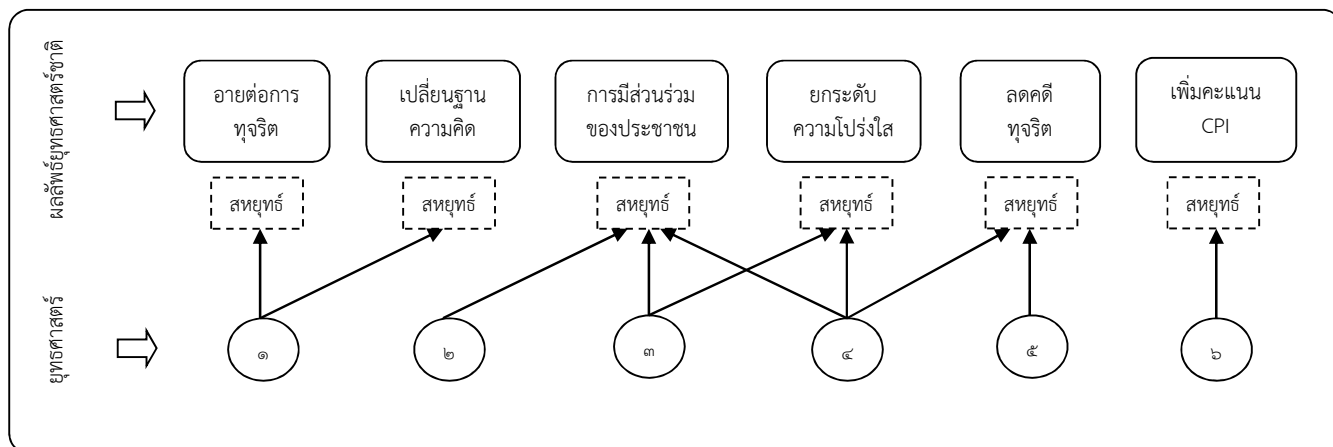 ผลลัพธ์ยุทธศาสตร์ชาติ
อายต่อการ
ทุจริต
เปลี่ยนฐาน
ความคิด
การมีส่วนร่วม
ของประชาชน
ยกระดับ
ความโปร่งใส
ลดคดี
ทุจริต
เพิ่มคะแนน
CPI
สหยุทธ์
สหยุทธ์
สหยุทธ์
สหยุทธ์
สหยุทธ์
สหยุทธ์
ยุทธศาสตร์
๑
๒
๓
๔
๕
๖